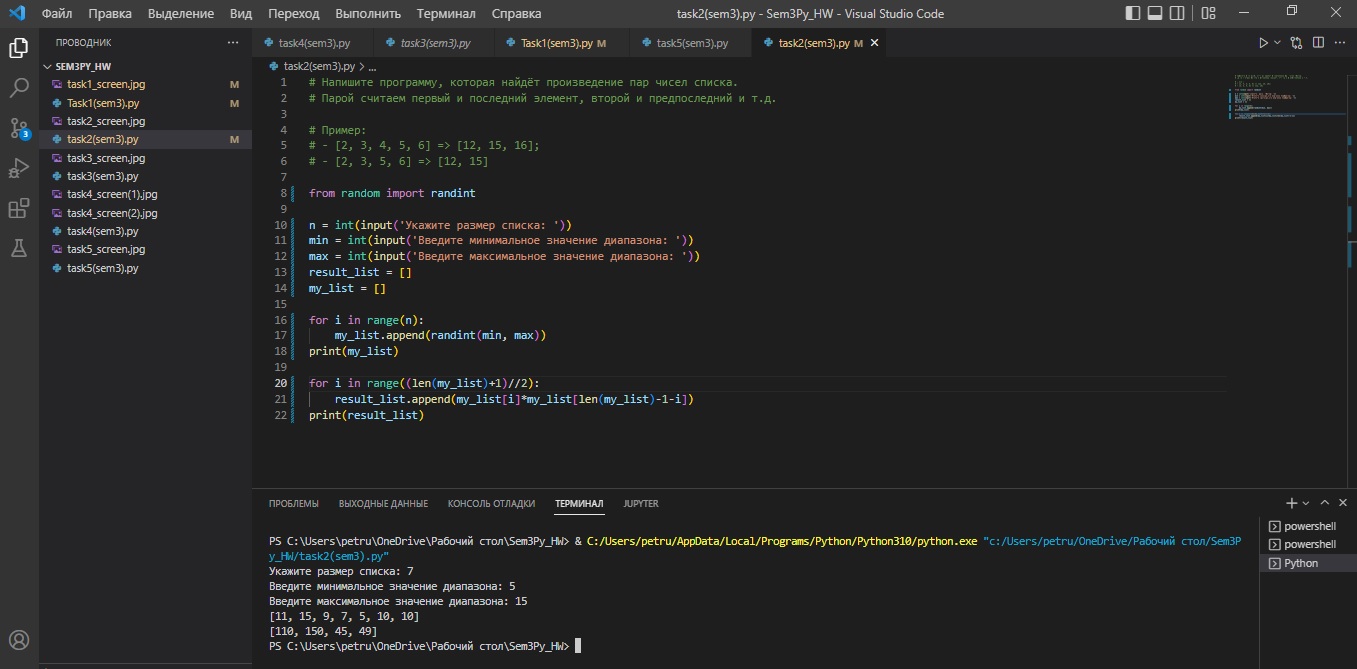 Файл Правка Выделение Вид Переход Выполнить Терминал Справка task2(sem3).py - Sem3Py_HW - Visual Studio Code
ПРОВОДНИК ...
SEM3PY_HW
task1_screen.jpg M
Task1(sem3).py M
task2_screen.jpg
task2(sem3).py M
task3_screen.jpg
task3(sem3).py
task4_screen(1).jpg
task4_screen(2).jpg
task4(sem3).py
task5_screen.jpg
task5(sem3).py
3
task4(sem3).py task3(sem3).py Task1(sem3).py M task5(sem3).py task2(sem3).py M
task2(sem3).py > ...
1 # Напишите программу, которая найдёт произведение пар чисел списка.
2 # Парой считаем первый и последний элемент, второй и предпоследний и т.д.
3
4 # Пример:
5 # - [2, 3, 4, 5, 6] => [12, 15, 16];
6 # - [2, 3, 5, 6] => [12, 15]
7
8 from random import randint
9
10 n = int(input('Укажите размер списка: '))
11 min = int(input('Введите минимальное значение диапазона: '))
12 max = int(input('Введите максимальное значение диапазона: '))
13 result_list = []
14 my_list = []
15
16 for i in range(n):
17     my_list.append(randint(min, max))
18 print(my_list)
19
20 for i in range((len(my_list)+1)//2):
21     result_list.append(my_list[i]*my_list[len(my_list)-1-i])
22 print(result_list)
ПРОБЛЕМЫ ВЫХОДНЫЕ ДАННЫЕ КОНСОЛЬ ОТЛАДКИ ТЕРМИНАЛ JUPYTER
PS C:\Users\petru\OneDrive\Рабочий стол\Sem3Py_HW> & C:/Users/petru/AppData/Local/Programs/Python/Python310/python.exe "c:/Users/petru/OneDrive/Рабочий стол/Sem3P
y_HW/task2(sem3).py"
Укажите размер списка: 7
Введите минимальное значение диапазона: 5
Введите максимальное значение диапазона: 15
[11, 15, 9, 7, 5, 10, 10]
[110, 150, 45, 49]
PS C:\Users\petru\OneDrive\Рабочий стол\Sem3Py_HW>
powershell
powershell
Python